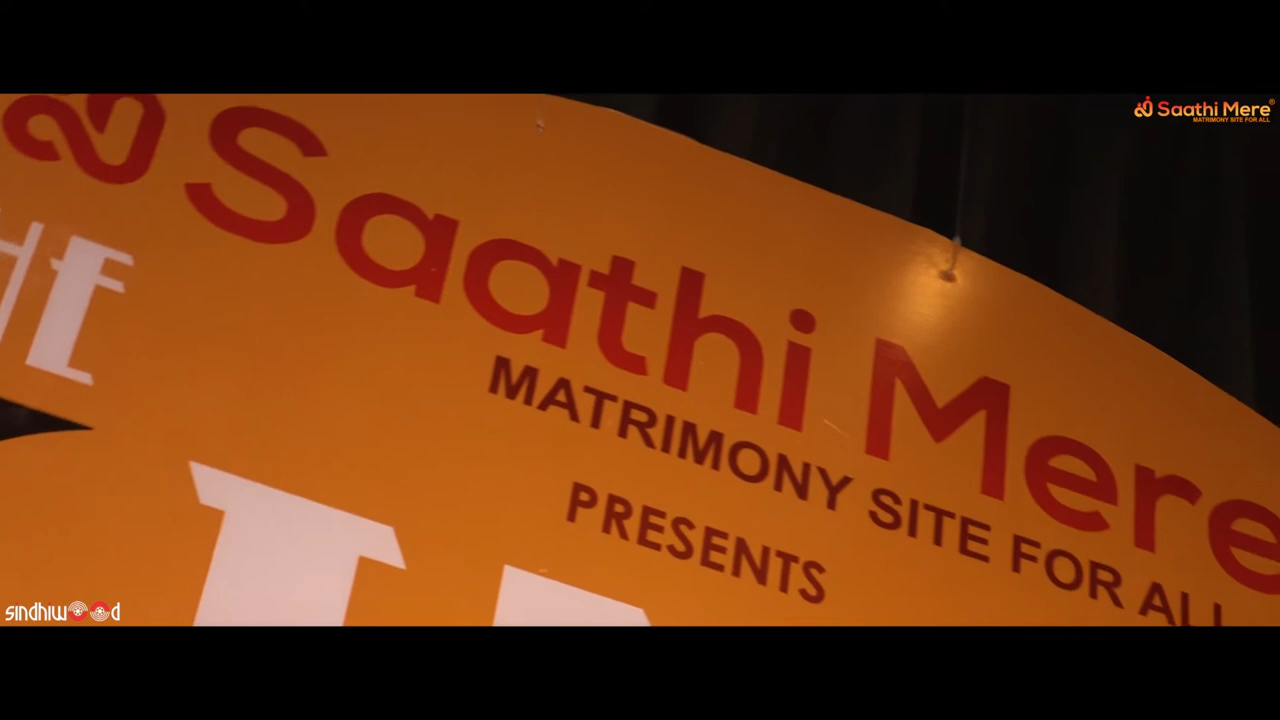 Saathi Mere®
MATRIMONY SITE FOR ALL
Saathi Mere
MATRIMONY SITE FOR ALL
PRESENTS
sindhiwood